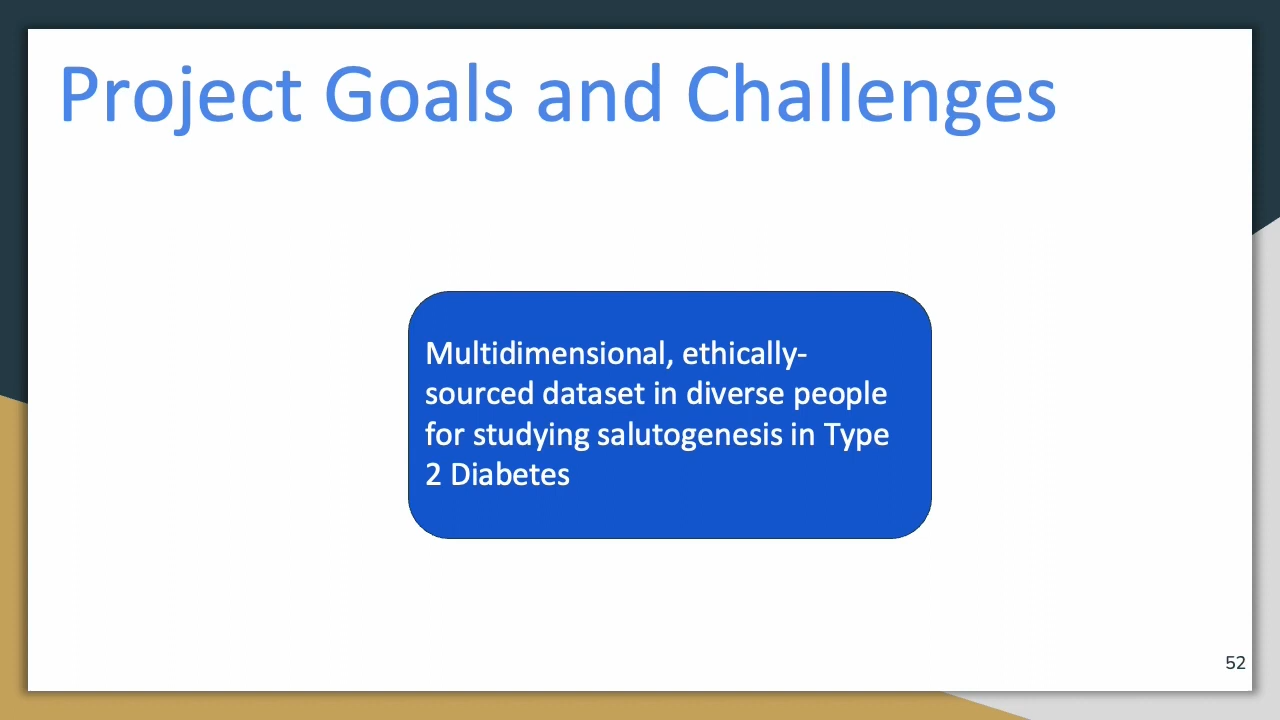 Project Goals and Challenges
Multidimensional, ethically-
sourced dataset in diverse people
for studying salutogenesis in Type
2 Diabetes
52